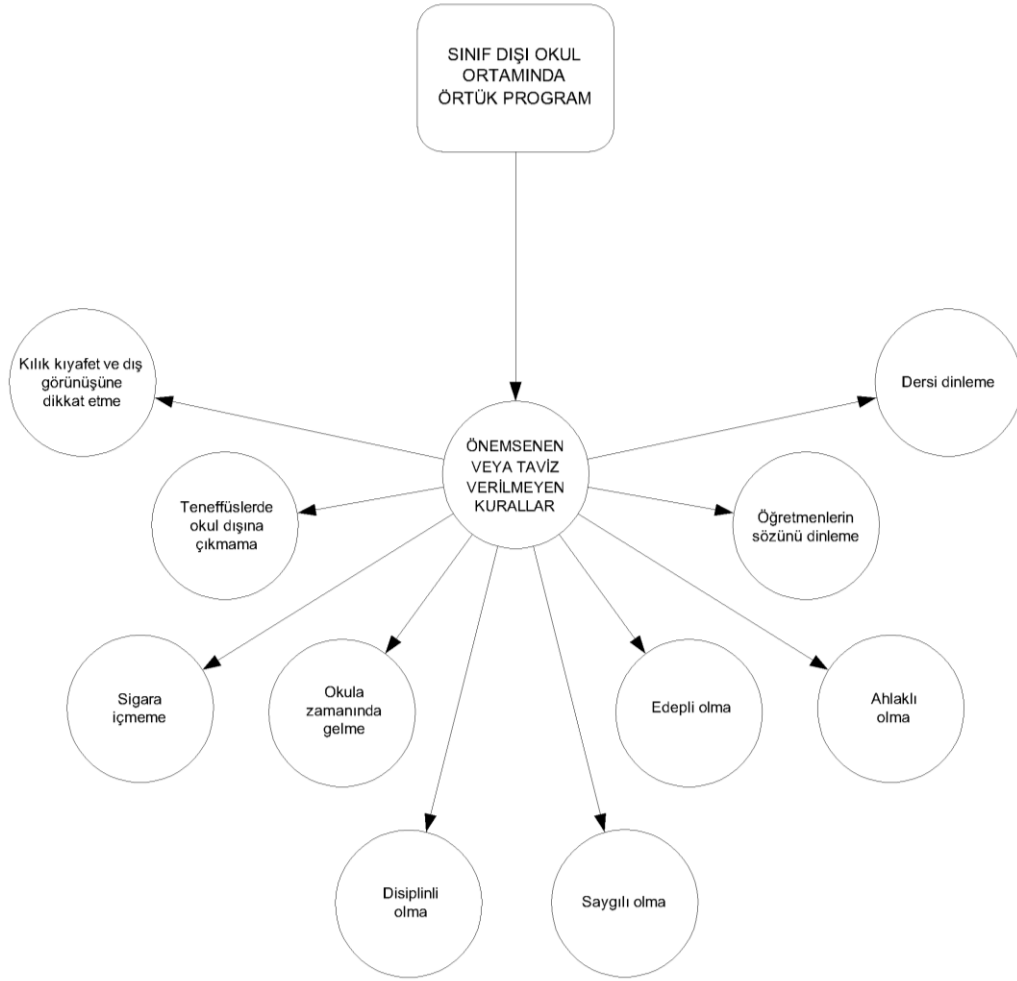 SINIF DIŞI OKUL
ORTAMINDA
ÖRTÜK PROGRAM
Kılık kıyafet ve dış
görünüşüne
dikkat etme
Dersi dinleme
ÖNEMSENEN
VEYA TAVİZ
VERİLMEYEN
KURALLAR
Teneffüslerde
okul dışına
çıkmama
Öğretmenlerin
sözünü dinleme
Sigara
içmeme
Okula
zamanında
gelme
Edepli olma
Ahlaklı
olma
Disiplinli
olma
Saygılı olma